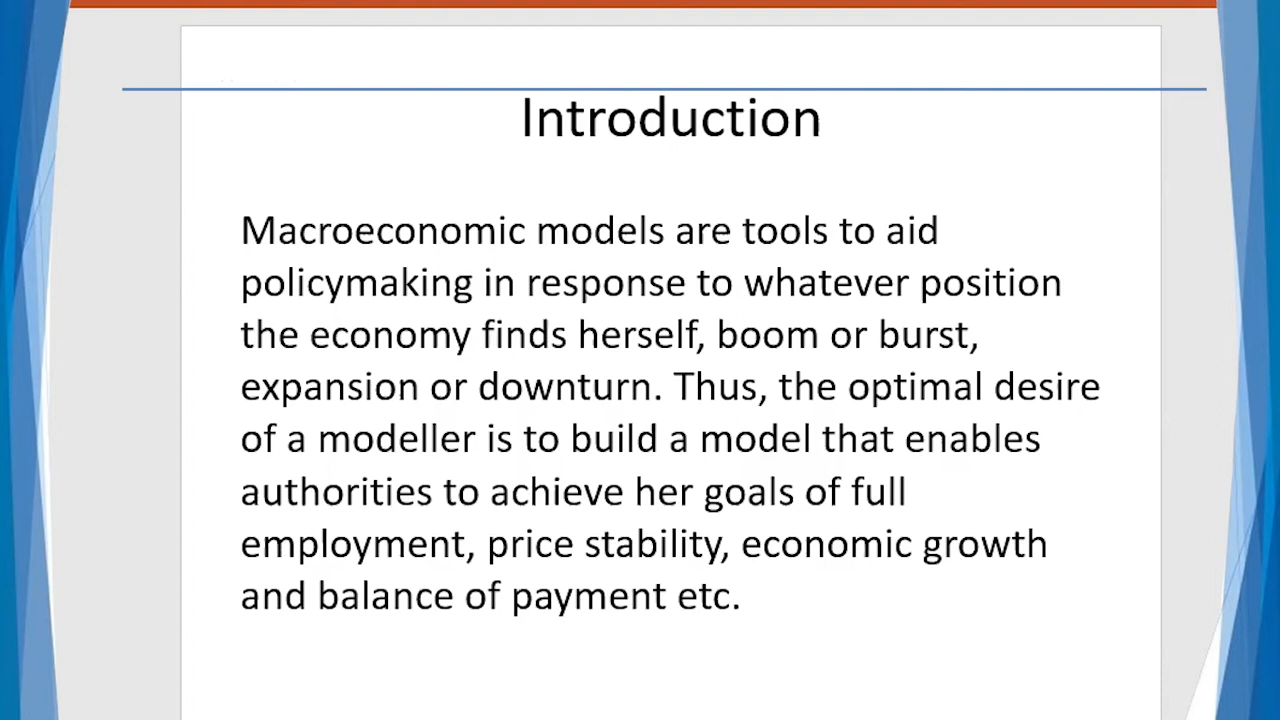 Introduction
Macroeconomic models are tools to aid
policymaking in response to whatever position
the economy finds herself, boom or burst,
expansion or downturn. Thus, the optimal desire
of a modeller is to build a model that enables
authorities to achieve her goals of full
employment, price stability, economic growth
and balance of payment etc.